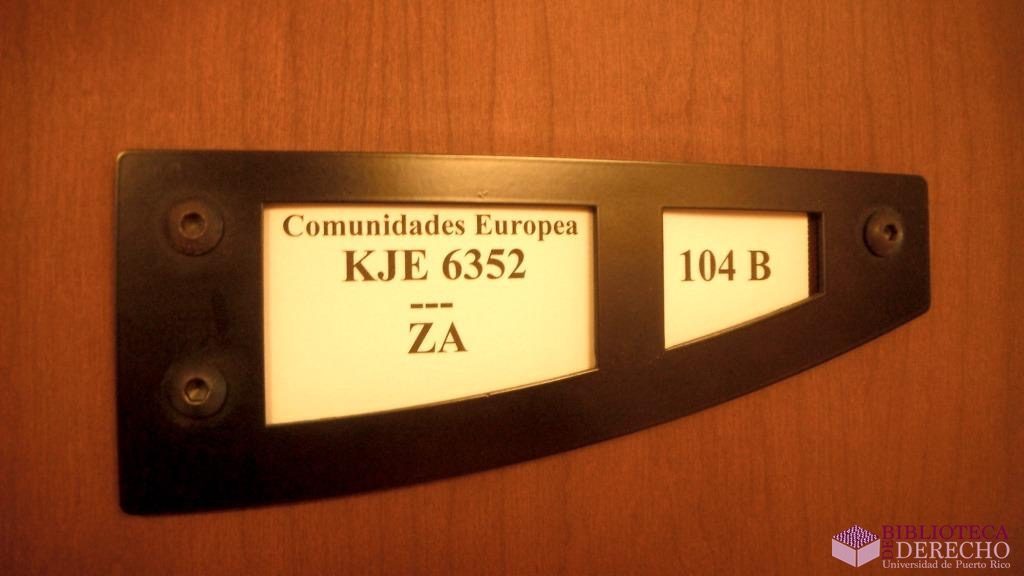 Comunidades Europea
KJE 6352
---
ZA
104 B
BIBLIOTECA
DE DERECHO
Universidad de Puerto Rico